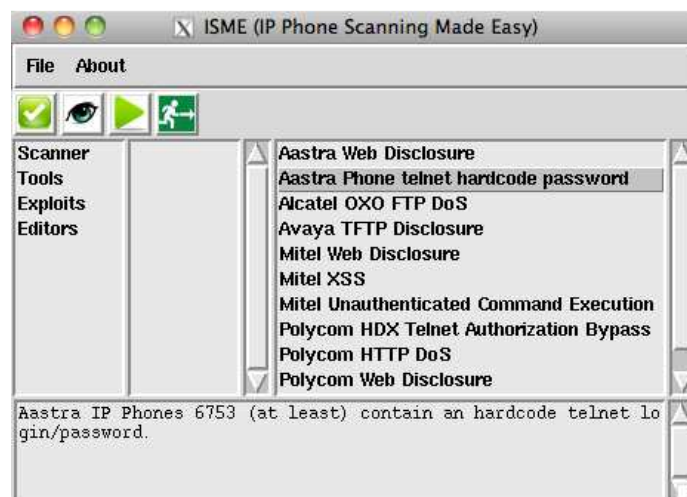 ISME (IP Phone Scanning Made Easy)
File About
Scanner
Tools
Exploits
Editors
Aastra Web Disclosure
Aastra Phone telnet hardcode password
Alcatel OXO FTP DoS
Avaya TFTP Disclosure
Mitel Web Disclosure
Mitel XSS
Mitel Unauthenticated Command Execution
Polycom HDX Telnet Authorization Bypass
Polycom HTTP DoS
Polycom Web Disclosure
Aastra IP Phones 6753 (at least) contain an hardcode telnet lo
gin/password.